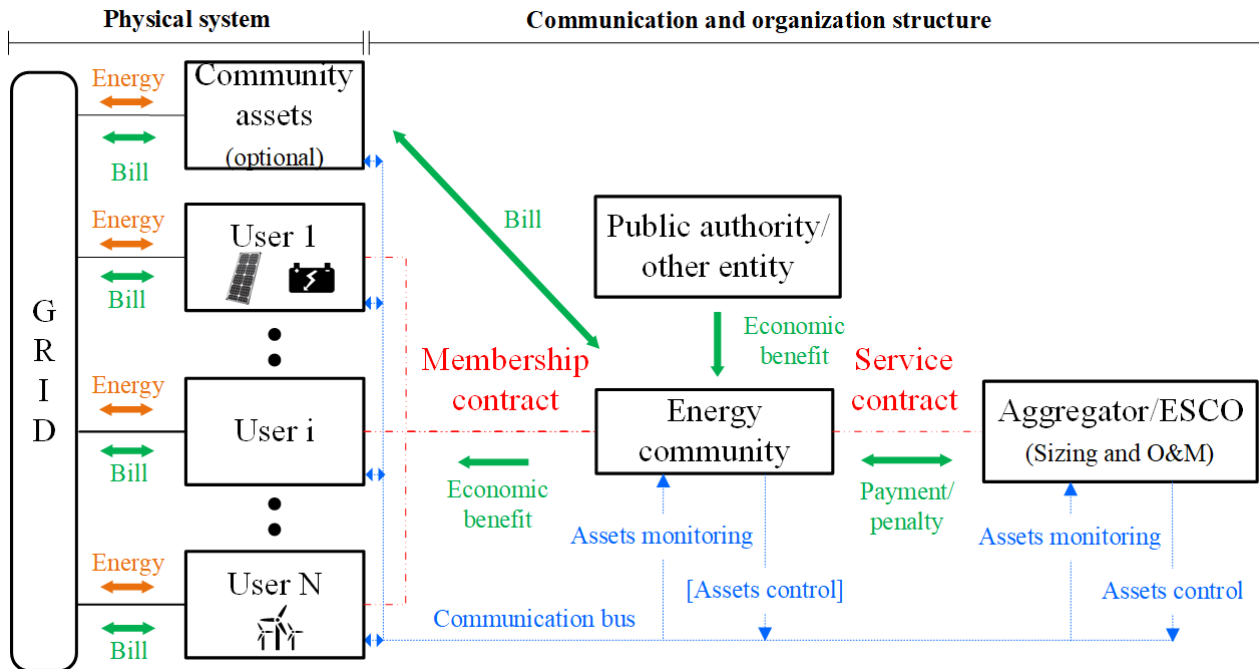 Physical system
Communication and organization structure
GRID
Energy
Bill
Community
assets
(optional)
Energy
Bill
User 1
Energy
Bill
User i
Energy
Bill
User N
Bill
Public authority/
other entity
Economic
benefit
Membership
contract
Economic
benefit
Energy
community
Service
contract
Payment/
penalty
Aggregator/ESCO
(Sizing and O&M)
Assets monitoring
[Assets control]
Communication bus
Assets monitoring
Assets control